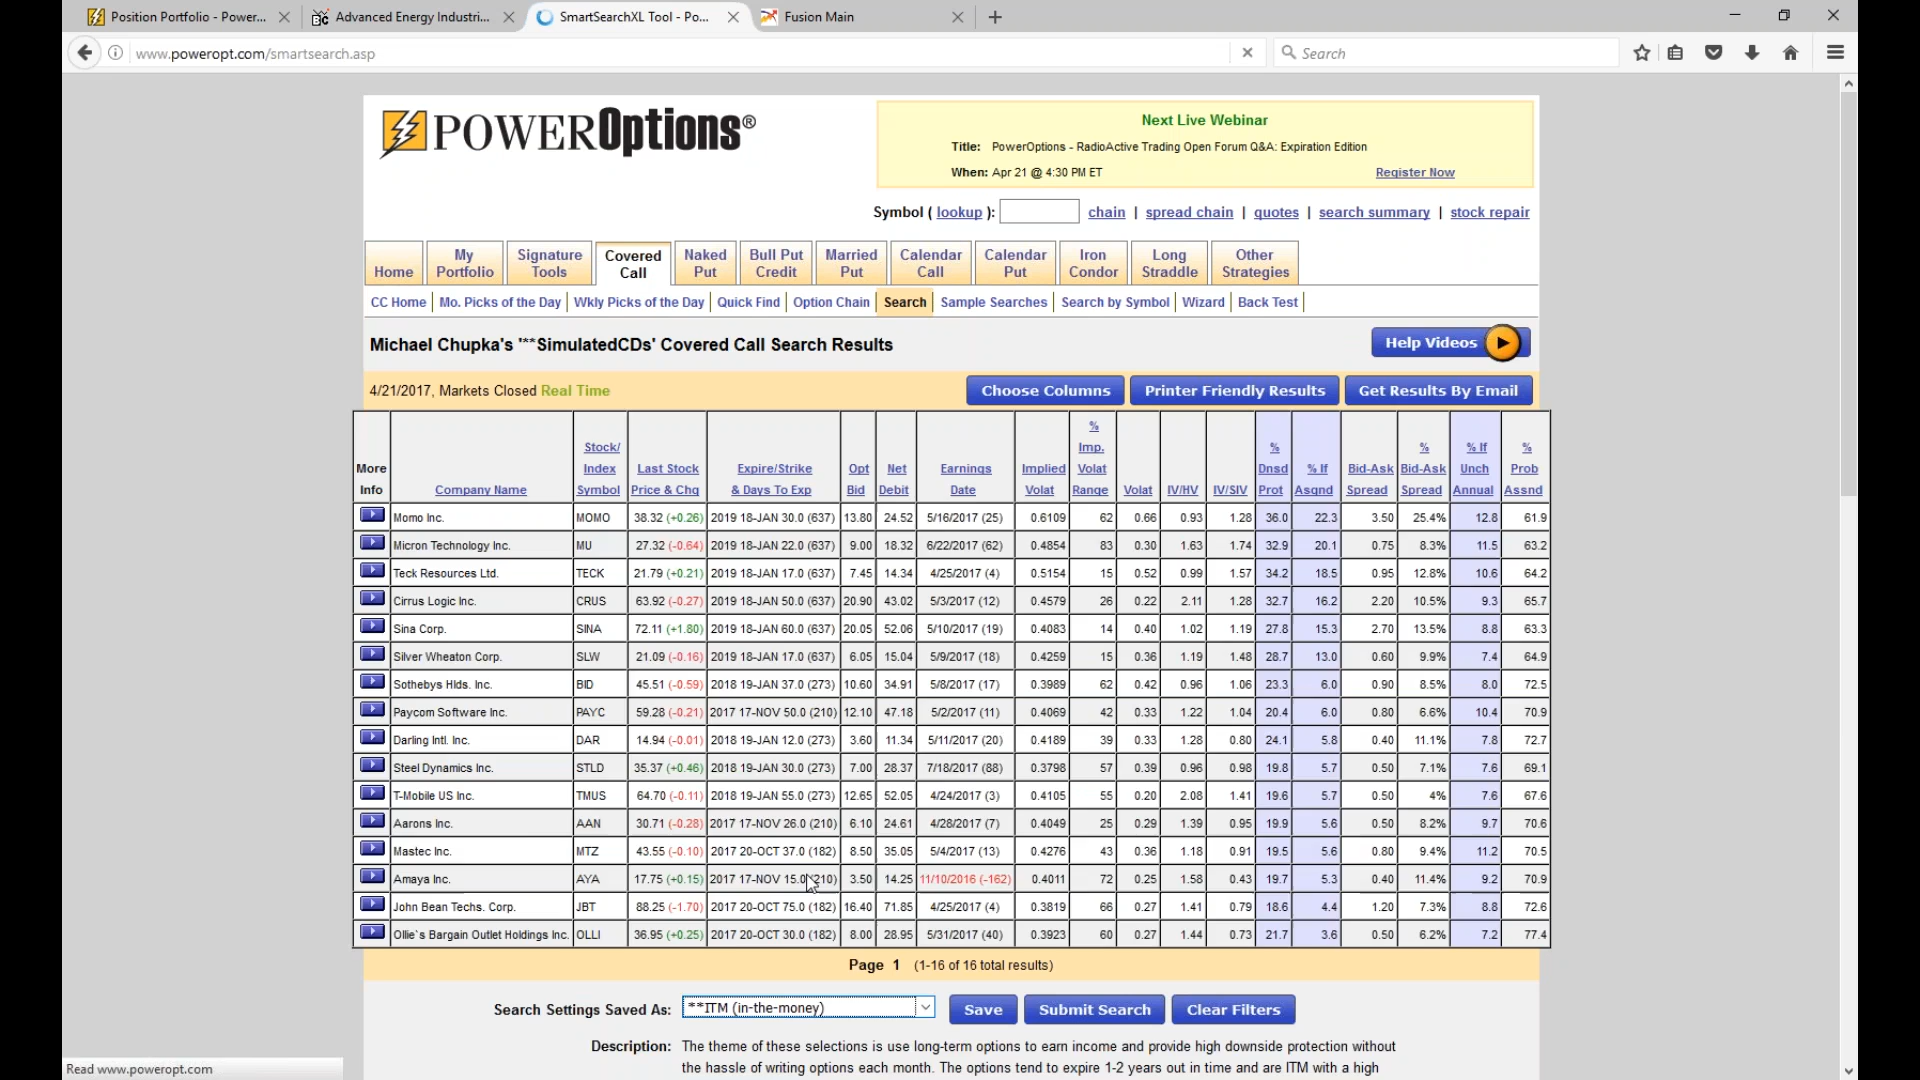 Position Portfolio - Power...
Advanced Energy Industri...
SmartSearchXL Tool - Po...
Fusion Main
www.poweropt.com/smartsearch.asp
Search
POWEROptions®
Next Live Webinar
Title: PowerOptions - RadioActive Trading Open Forum Q&A: Expiration Edition
When: Apr 21 @ 4:30 PM ET Register Now
Symbol ( lookup ): chain | spread chain | quotes | search summary | stock repair
Home My Portfolio Signature Tools Covered Call Naked Put Bull Put Credit Married Put Calendar Call Calendar Put Iron Condor Long Straddle Other Strategies
CC Home | Mo. Picks of the Day | Wkly Picks of the Day | Quick Find | Option Chain | Search | Sample Searches | Search by Symbol | Wizard | Back Test |
Michael Chupka's '**SimulatedCDs' Covered Call Search Results
Help Videos
4/21/2017, Markets Closed Real Time
Choose Columns Printer Friendly Results Get Results By Email
More Info Company Name Stock/ Index Symbol Last Stock Price & Chg Expire/Strike & Days To Exp Opt Bid Net Debit Earnings Date Implied Volat % Imp. Volat Range Volat IV/HV IV/SIV % Dnsd Prot % If Asgnd Bid-Ask Spread % Bid-Ask Spread % If Unch Annual % Prob Assnd
Momo Inc. MOMO 38.32 (+0.26) 2019 18-JAN 30.0 (637) 13.80 24.52 5/16/2017 (25) 0.6109 62 0.66 0.93 1.28 36.0 22.3 3.50 25.4% 12.8 61.9
Micron Technology Inc. MU 27.32 (-0.64) 2019 18-JAN 22.0 (637) 9.00 18.32 6/22/2017 (62) 0.4854 83 0.30 1.63 1.74 32.9 20.1 0.75 8.3% 11.5 63.2
Teck Resources Ltd. TECK 21.79 (+0.21) 2019 18-JAN 17.0 (637) 7.45 14.34 4/25/2017 (4) 0.5154 15 0.52 0.99 1.57 34.2 18.5 0.95 12.8% 10.6 64.2
Cirrus Logic Inc. CRUS 63.92 (-0.27) 2019 18-JAN 50.0 (637) 20.90 43.02 5/3/2017 (12) 0.4579 26 0.22 2.11 1.28 32.7 16.2 2.20 10.5% 9.3 65.7
Sina Corp. SINA 72.11 (+1.80) 2019 18-JAN 60.0 (637) 20.05 52.06 5/10/2017 (19) 0.4083 14 0.40 1.02 1.19 27.8 15.3 2.70 13.5% 8.8 63.3
Silver Wheaton Corp. SLW 21.09 (-0.16) 2019 18-JAN 17.0 (637) 6.05 15.04 5/9/2017 (18) 0.4259 15 0.36 1.19 1.48 28.7 13.0 0.60 9.9% 7.4 64.9
Sothebys Hlds. Inc. BID 45.51 (-0.59) 2018 19-JAN 37.0 (273) 10.60 34.91 5/8/2017 (17) 0.3989 62 0.42 0.96 1.06 23.3 6.0 0.90 8.5% 8.0 72.5
Paycom Software Inc. PAYC 59.28 (-0.21) 2017 17-NOV 50.0 (210) 12.10 47.18 5/2/2017 (11) 0.4069 42 0.33 1.22 1.04 20.4 6.0 0.80 6.6% 10.4 70.9
Darling Intl. Inc. DAR 14.94 (-0.01) 2018 19-JAN 12.0 (273) 3.60 11.34 5/11/2017 (20) 0.4189 39 0.33 1.28 0.80 24.1 5.8 0.40 11.1% 7.8 72.7
Steel Dynamics Inc. STLD 35.37 (+0.46) 2018 19-JAN 30.0 (273) 7.00 28.37 7/18/2017 (88) 0.3798 57 0.39 0.96 0.98 19.8 5.7 0.50 7.1% 7.6 69.1
T-Mobile US Inc. TMUS 64.70 (-0.11) 2018 19-JAN 55.0 (273) 12.65 52.05 4/24/2017 (3) 0.4105 55 0.20 2.08 1.41 19.6 5.7 0.50 4% 7.6 67.6
Aarons Inc. AAN 30.71 (-0.28) 2017 17-NOV 26.0 (210) 6.10 24.61 4/28/2017 (7) 0.4049 25 0.29 1.39 0.95 19.9 5.6 0.50 8.2% 9.7 70.6
Mastec Inc. MTZ 43.55 (-0.10) 2017 20-OCT 37.0 (182) 8.50 35.05 5/4/2017 (13) 0.4276 43 0.36 1.18 0.91 19.5 5.6 0.80 9.4% 11.2 70.5
Amaya Inc. AYA 17.75 (+0.15) 2017 17-NOV 15.0 (210) 3.50 14.25 11/10/2016 (-162) 0.4011 72 0.25 1.58 0.43 19.7 5.3 0.40 11.4% 9.2 70.9
John Bean Techs. Corp. JBT 88.25 (-1.70) 2017 20-OCT 75.0 (182) 16.40 71.85 4/25/2017 (4) 0.3819 66 0.27 1.41 0.79 18.6 4.4 1.20 7.3% 8.8 72.6
Ollie`s Bargain Outlet Holdings Inc. OLLI 36.95 (+0.25) 2017 20-OCT 30.0 (182) 8.00 28.95 5/31/2017 (40) 0.3923 60 0.27 1.44 0.73 21.7 3.6 0.50 6.2% 7.2 77.4
Page 1 (1-16 of 16 total results)
Search Settings Saved As: **ITM (in-the-money) Save Submit Search Clear Filters
Description: The theme of these selections is use long-term options to earn income and provide high downside protection without
the hassle of writing options each month. The options tend to expire 1-2 years out in time and are ITM with a high
Read www.poweropt.com